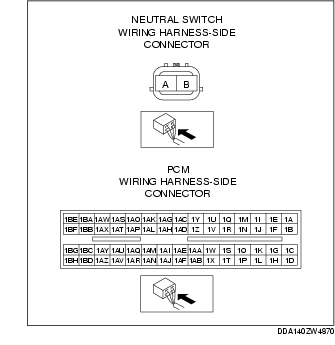 NEUTRAL SWITCH
WIRING HARNESS-SIDE
CONNECTOR
A B
PCM
WIRING HARNESS-SIDE
CONNECTOR
1BE 1BA 1AW 1AS 1AO 1AK 1AG 1AC 1Y 1U 1Q 1M 1I 1E 1A
1BF 1BB 1AX 1AT 1AP 1AL 1AH 1AD 1Z 1V 1R 1N 1J 1F 1B
1BG 1BC 1AY 1AU 1AQ 1AM 1AI 1AE 1AA 1W 1S 1O 1K 1G 1C
1BH 1BD 1AZ 1AV 1AR 1AN 1AJ 1AF 1AB 1X 1T 1P 1L 1H 1D
DDA140ZW4970